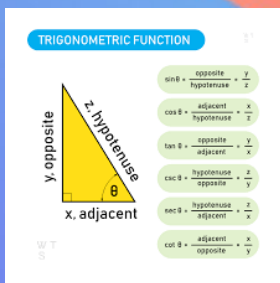 TRIGONOMETRIC FUNCTION
W T
S
y, opposite
z, hypotenuse
θ
x, adjacent
sin θ = opposite / hypotenuse = y / z
cos θ = adjacent / hypotenuse = x / z
tan θ = opposite / adjacent = y / x
csc θ = hypotenuse / opposite = z / y
sec θ = hypotenuse / adjacent = z / x
cot θ = adjacent / opposite = x / y
W T
S